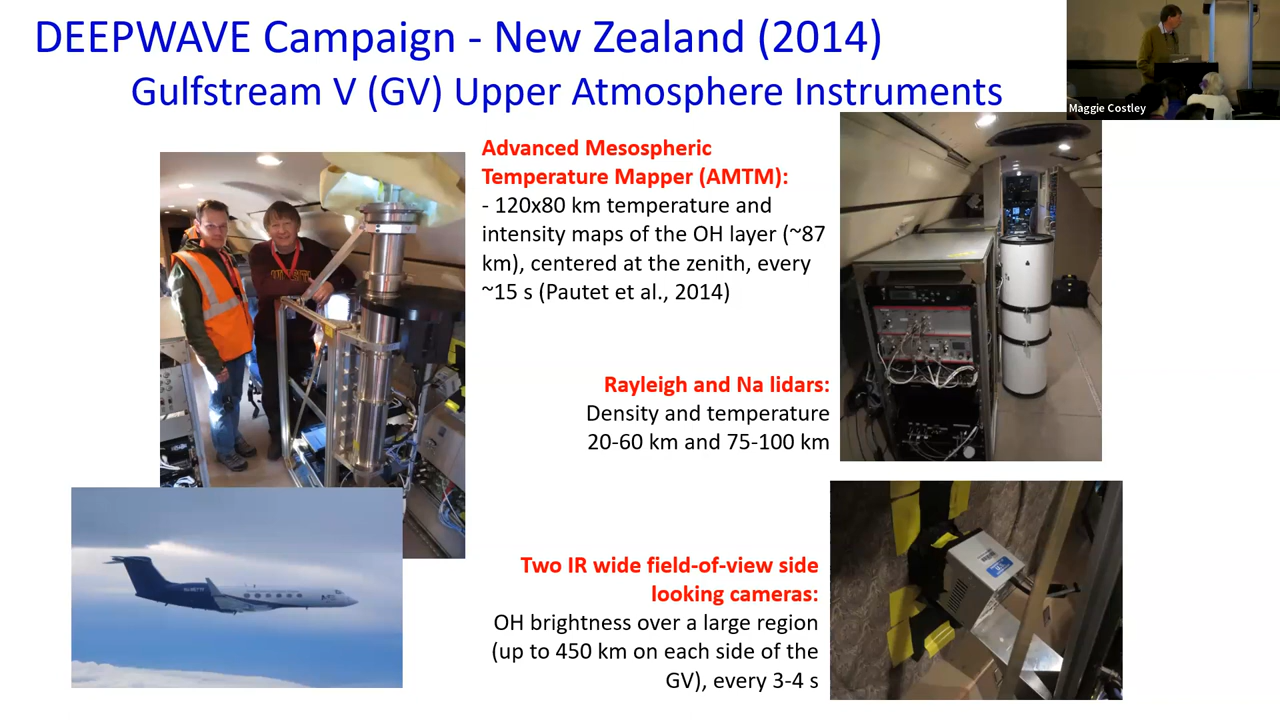 DEEPWAVE Campaign - New Zealand (2014)
Gulfstream V (GV) Upper Atmosphere Instruments
Maggie Costley
Advanced Mesospheric
Temperature Mapper (AMTM):
- 120x80 km temperature and
intensity maps of the OH layer (~87
km), centered at the zenith, every
~15 s (Pautet et al., 2014)
Rayleigh and Na lidars:
Density and temperature
20-60 km and 75-100 km
Two IR wide field-of-view side
looking cameras:
OH brightness over a large region
(up to 450 km on each side of the
GV), every 3-4 s